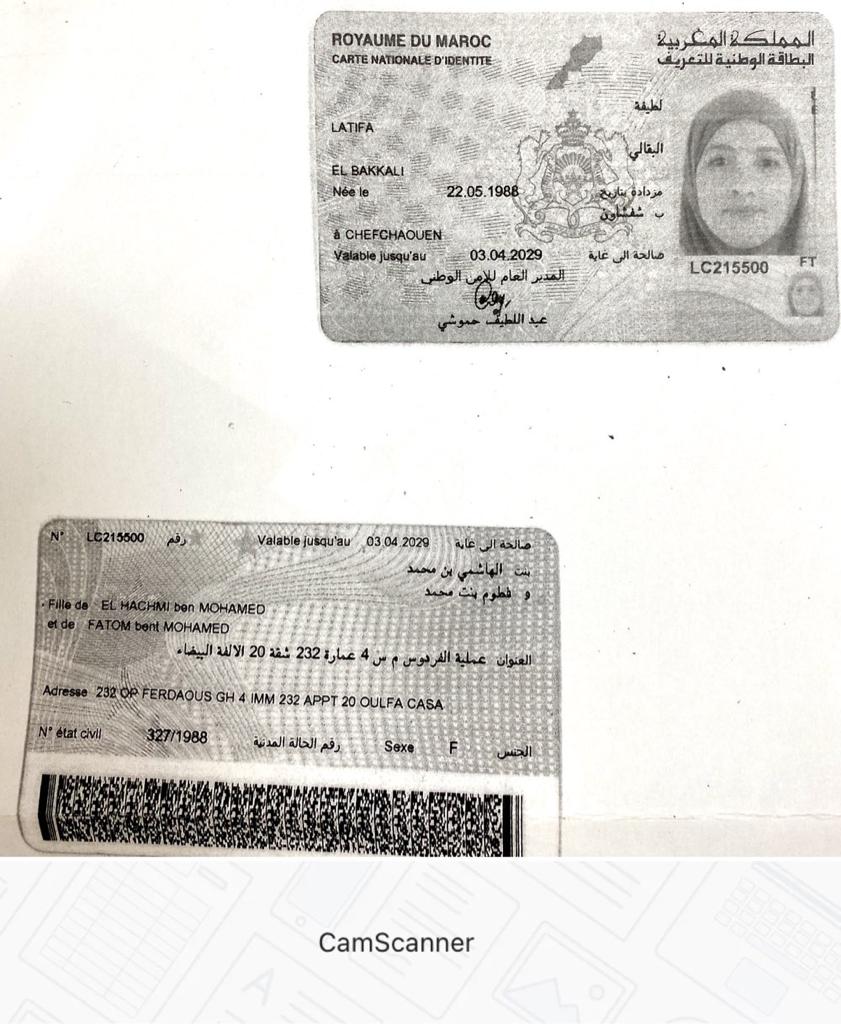 ROYAUME DU MAROC المملكة المغربية
CARTE NATIONALE D'IDENTITE البطاقة الوطنية للتعريف
لطيفة
LATIFA
البقالي
EL BAKKALI
Née le 22.05.1988 مزدادة بتاريخ
ب شفشاون
à CHEFCHAOUEN
Valable jusqu'au 03.04.2029 صالحة الى غاية
المدير العام للأمن الوطني
LC215500 FT
عبد اللطيف حموشي
N° LC215500 رقم Valable jusqu'au 03.04.2029 صالحة الى غاية
بنت الهاشمي بن محمد
و فطوم بنت محمد
Fille de EL HACHMI ben MOHAMED
et de FATOM bent MOHAMED
العنوان عملية الفردوس م س 4 عمارة 232 شقة 20 الالفة البيضاء
Adresse 232 OP FERDAOUS GH 4 IMM 232 APPT 20 OULFA CASA
N° état civil 327/1988 رقم الحالة المدنية Sexe F الجنس
CamScanner